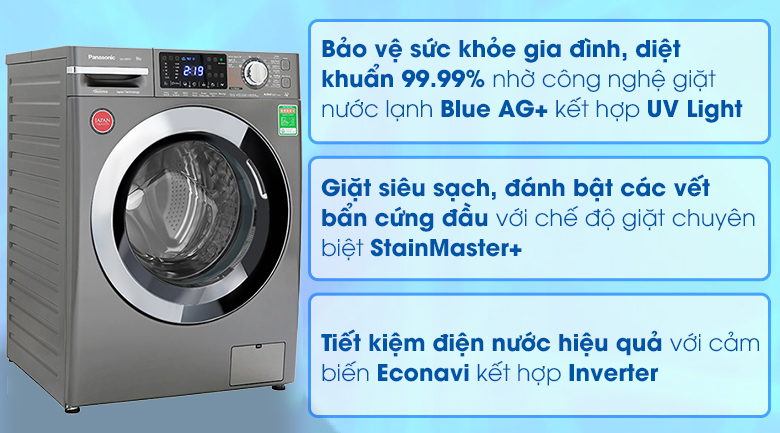 Panasonic
2:19
JAPAN
Inverter
Bảo vệ sức khỏe gia đình, diệt
khuẩn 99.99% nhờ công nghệ giặt
nước lạnh Blue AG+ kết hợp UV Light
Giặt siêu sạch, đánh bật các vết
bẩn cứng đầu với chế độ giặt chuyên
biệt StainMaster+
Tiết kiệm điện nước hiệu quả với cảm
biến Econavi kết hợp Inverter